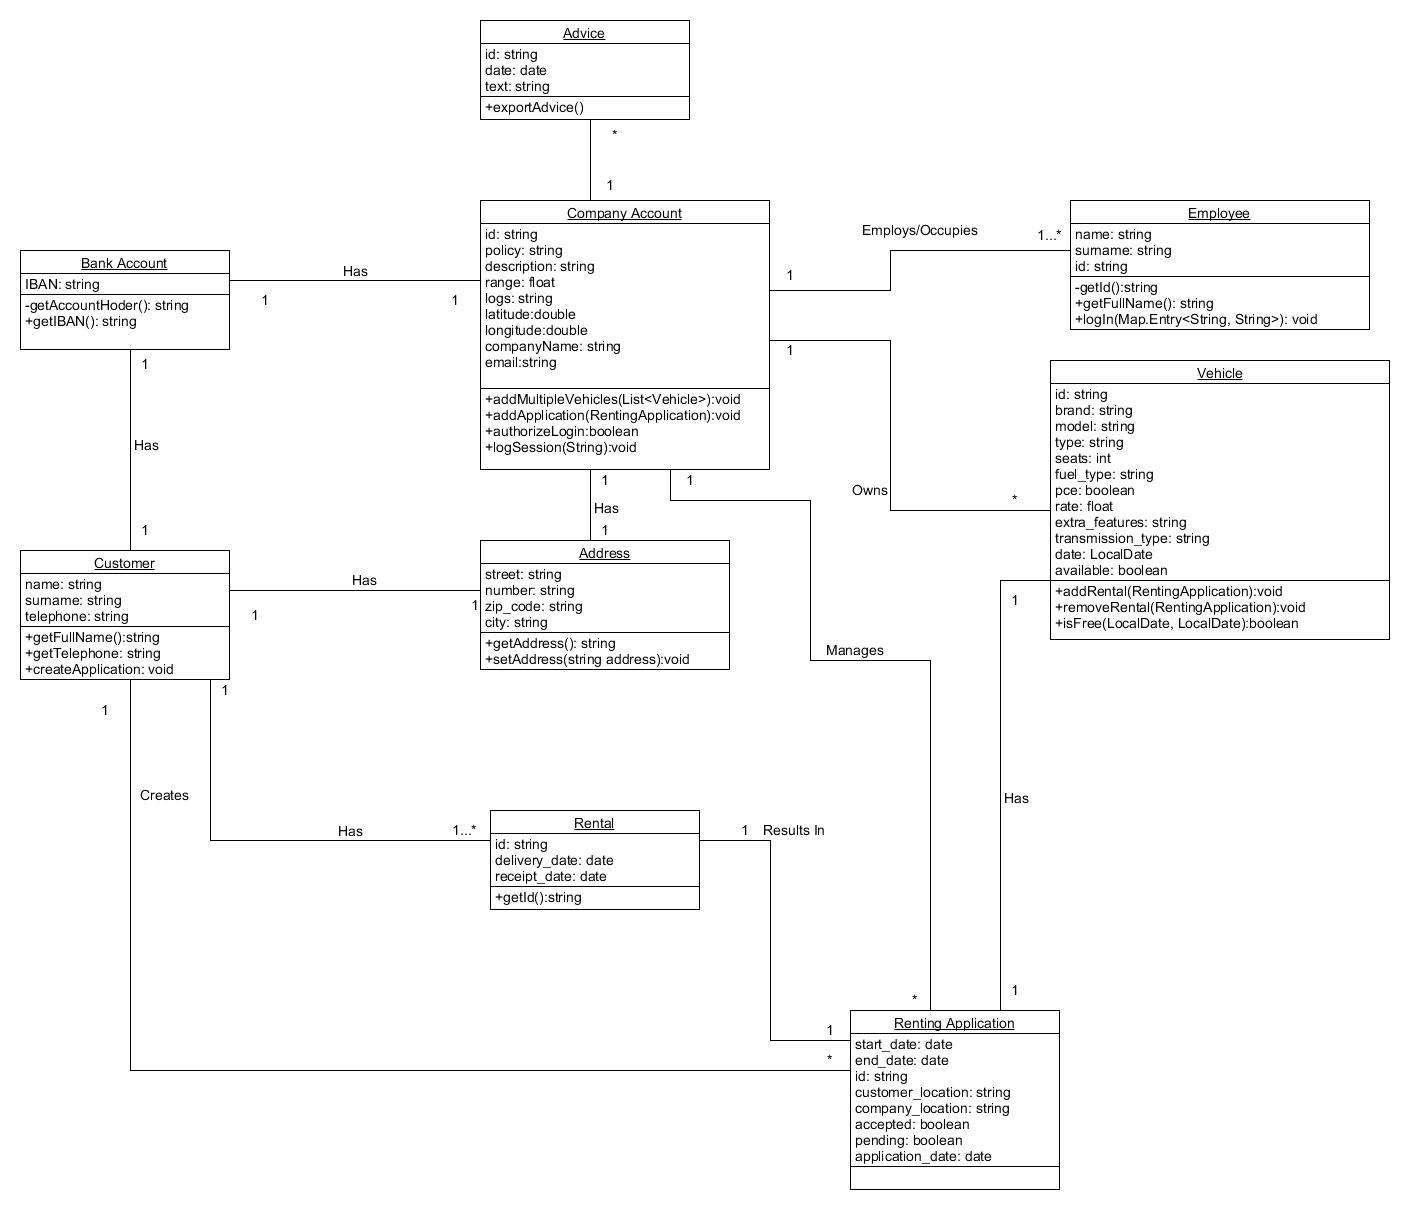 Advice
id: string
date: date
text: string
+exportAdvice()
*
1
Company Account
id: string
policy: string
description: string
range: float
logs: string
latitude:double
longitude:double
companyName: string
email:string
+addMultipleVehicles(List<Vehicle>):void
+addApplication(RentingApplication):void
+authorizeLogin:boolean
+logSession(String):void
Employs/Occupies
1
1...*
Employee
name: string
surname: string
id: string
-getId():string
+getFullName(): string
+logIn(Map.Entry<String, String>): void
Bank Account
IBAN: string
-getAccountHoder(): string
+getIBAN(): string
Has
1
1
1
Has
1
1
Owns
*
Vehicle
id: string
brand: string
model: string
type: string
seats: int
fuel_type: string
pce: boolean
rate: float
extra_features: string
transmission_type: string
date: LocalDate
available: boolean
+addRental(RentingApplication):void
+removeRental(RentingApplication):void
+isFree(LocalDate, LocalDate):boolean
1
Has
1
1
Address
street: string
number: string
zip_code: string
city: string
+getAddress(): string
+setAddress(string address):void
Customer
name: string
surname: string
telephone: string
+getFullName():string
+getTelephone: string
+createApplication: void
Has
1
1
Manages
1
1
1
Creates
Has
1...*
Rental
id: string
delivery_date: date
receipt_date: date
+getId():string
1
Results In
Has
*
1
1
*
Renting Application
start_date: date
end_date: date
id: string
customer_location: string
company_location: string
accepted: boolean
pending: boolean
application_date: date